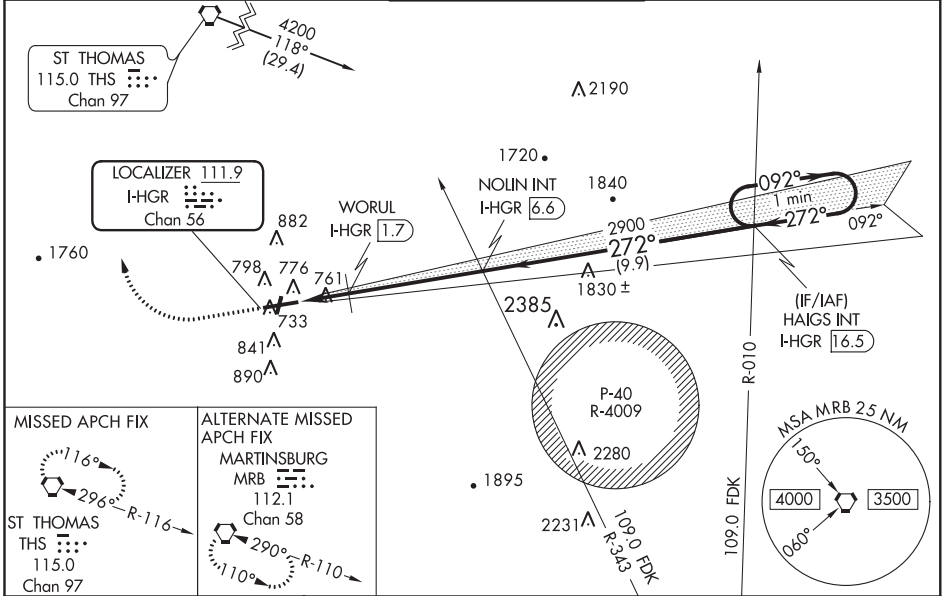 4200
118°
(29.4)
ST THOMAS
115.0 THS
Chan 97
2190
1720
LOCALIZER 111.9
I-HGR
Chan 56
NOLIN INT
I-HGR 6.6
1840
092°
1 min
272°
092°
WORUL
I-HGR 1.7
882
2900
272°
(9.9)
1760
798
776
761
1830 ±
(IF/IAF)
HAIGS INT
I-HGR 16.5
733
2385
841
890
R-010
P-40
R-4009
MISSED APCH FIX
116°
296°
R-116
ST THOMAS
THS
115.0
Chan 97
ALTERNATE MISSED
APCH FIX
MARTINSBURG
MRB
112.1
Chan 58
290°
R-110
110°
1895
2280
2231
109.0 FDK
R-343
109.0 FDK
MSA MRB 25 NM
150°
4000
3500
060°